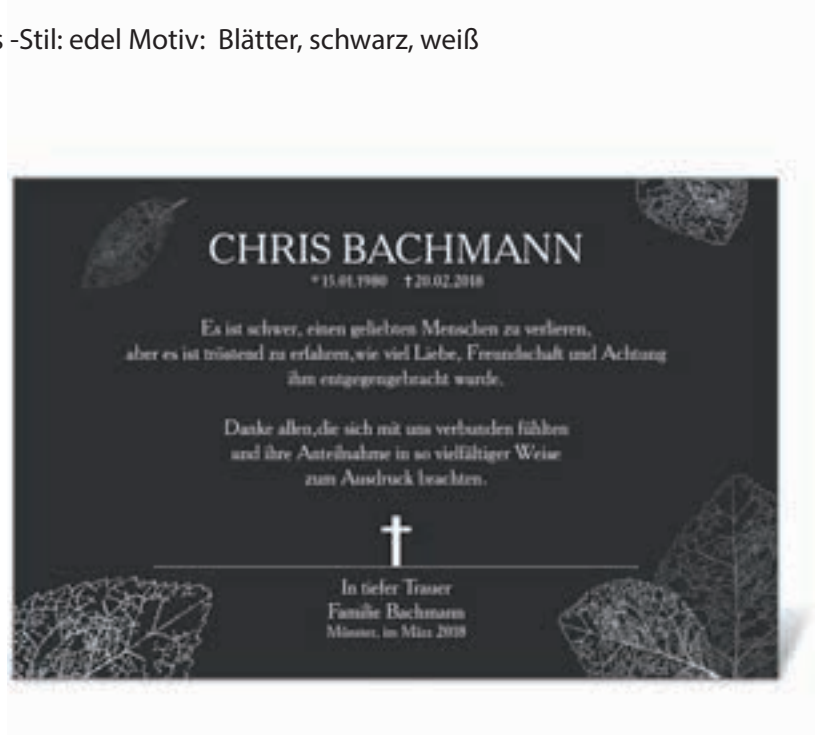 s -Stil: edel Motiv: Blätter, schwarz, weiß
CHRIS BACHMANN
*15.01.1980 †20.02.2018
Es ist schwer, einen geliebten Menschen zu verlieren,
aber es ist tröstend zu erfahren,wie viel Liebe, Freundschaft und Achtung
ihm entgegengebracht wurde.
Danke allen,die sich mit uns verbunden fühlten
und ihre Anteilnahme in so vielfältiger Weise
zum Ausdruck brachten.
In tiefer Trauer
Familie Bachmann
Münster, im März 2018